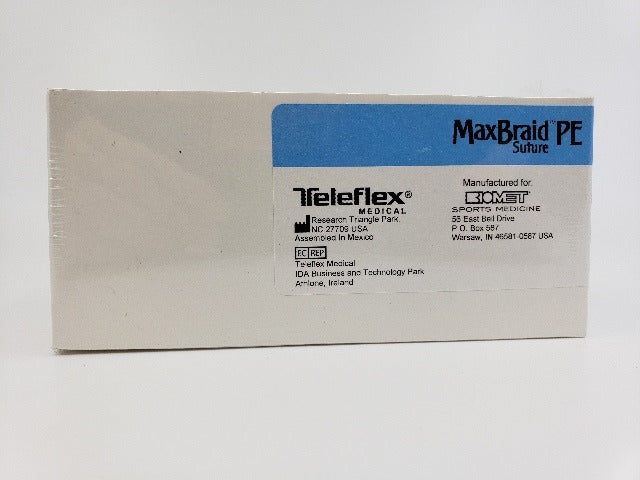 MaxBraid™ PE
Suture
Teleflex®
MEDICAL
Research Triangle Park,
NC 27709 USA
Assembled In Mexico
EC REP
Teleflex Medical
IDA Business and Technology Park
Athlone, Ireland
Manufactured for:
BIOMET
SPORTS MEDICINE
56 East Bell Drive
P.O. Box 587
Warsaw, IN 46581-0587 USA